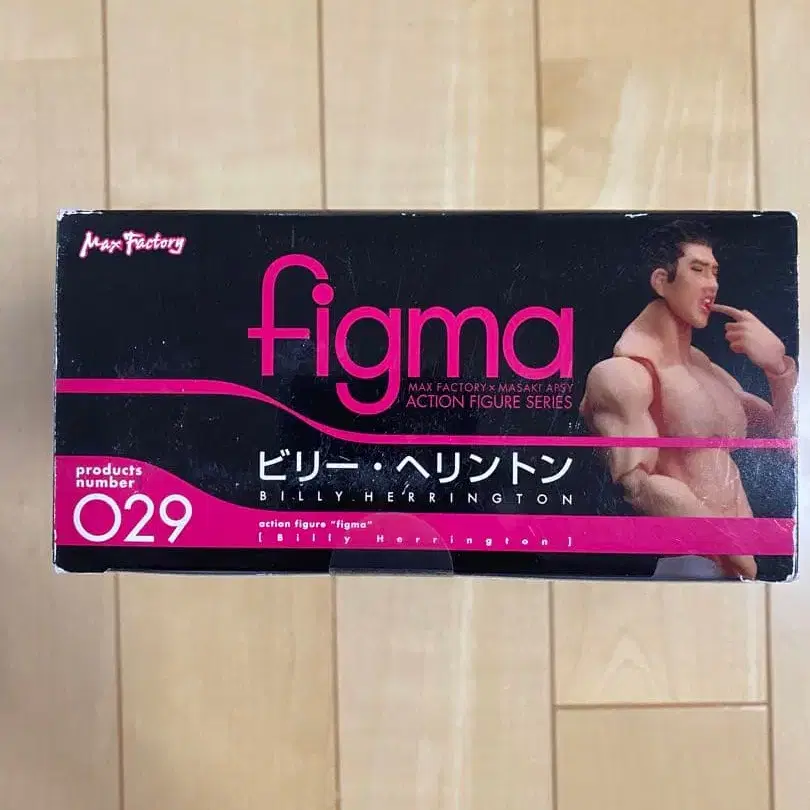 Max Factory
figma
MAX FACTORY × MASAKI APSY
ACTION FIGURE SERIES
ビリー・ヘリントン
BILLY HERRINGTON
products
number
029
action figure "figma"
[ Billy Herrington ]